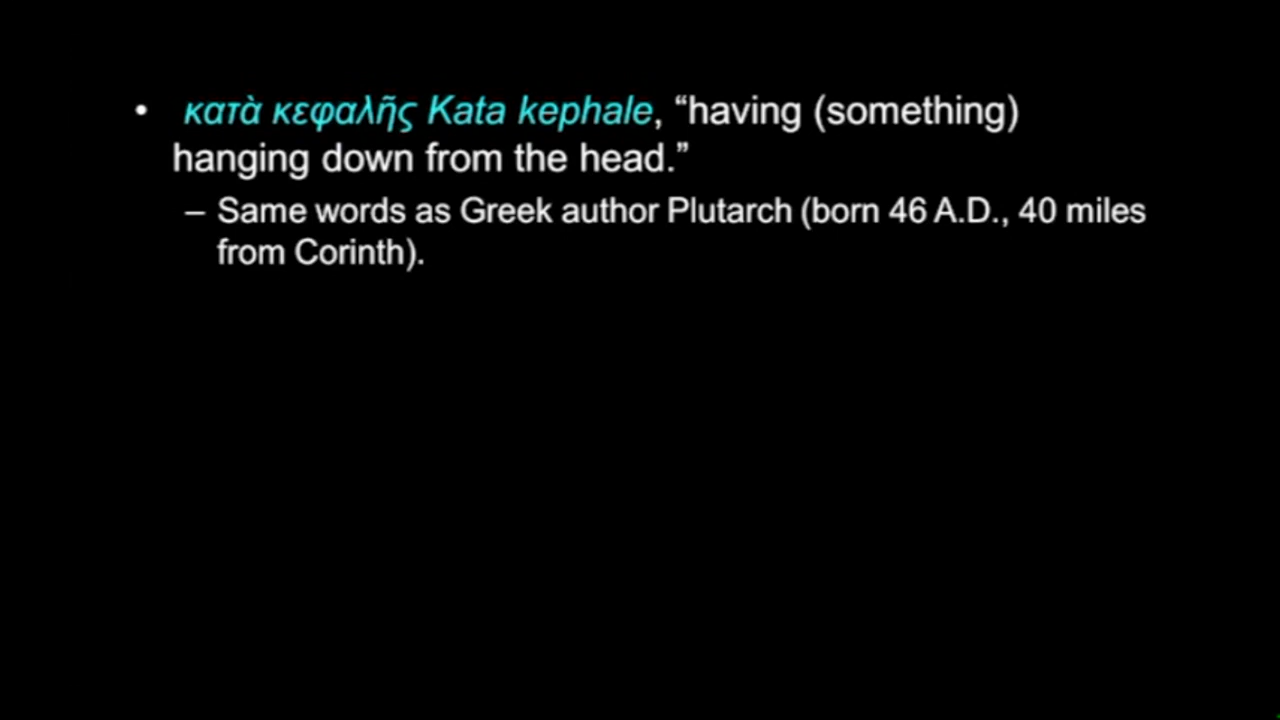 • κατὰ κεφαλῆς Kata kephale, “having (something)
hanging down from the head.”
– Same words as Greek author Plutarch (born 46 A.D., 40 miles
from Corinth).